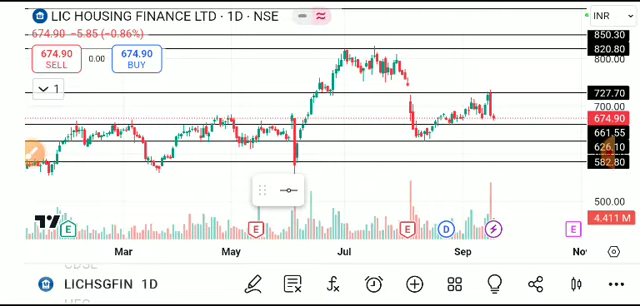 LIC HOUSING FINANCE LTD · 1D · NSE
INR
674.90 −5.85 (−0.86%)
674.90
SELL
0.00
674.90
BUY
1
850.30
820.80
800.00
727.70
700.00
674.90
661.55
626.10
582.80
500.00
4.411 M
E
E
E
D
E
Mar
May
Jul
Sep
Nov
CDSL
LICHSGFIN 1D